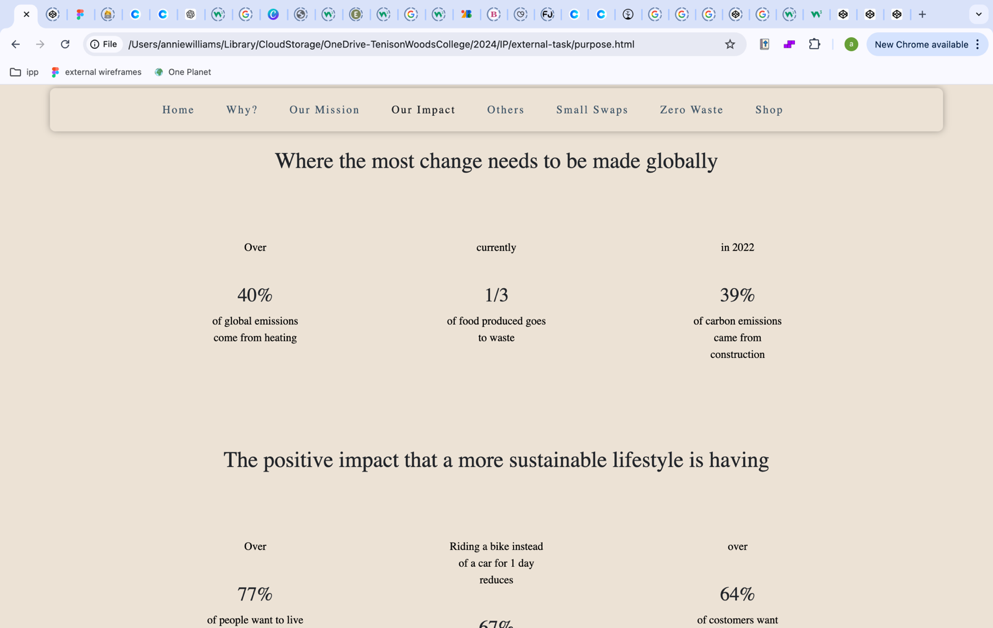 File
/Users/anniewilliams/Library/CloudStorage/OneDrive-TenisonWoodsCollege/2024/IP/external-task/purpose.html
a
New Chrome available
ipp
external wireframes
One Planet
Home Why? Our Mission Our Impact Others Small Swaps Zero Waste Shop
Where the most change needs to be made globally
Over
40%
of global emissions
come from heating
currently
1/3
of food produced goes
to waste
in 2022
39%
of carbon emissions
came from
construction
The positive impact that a more sustainable lifestyle is having
Over
77%
of people want to live
Riding a bike instead
of a car for 1 day
reduces
67%
over
64%
of costomers want